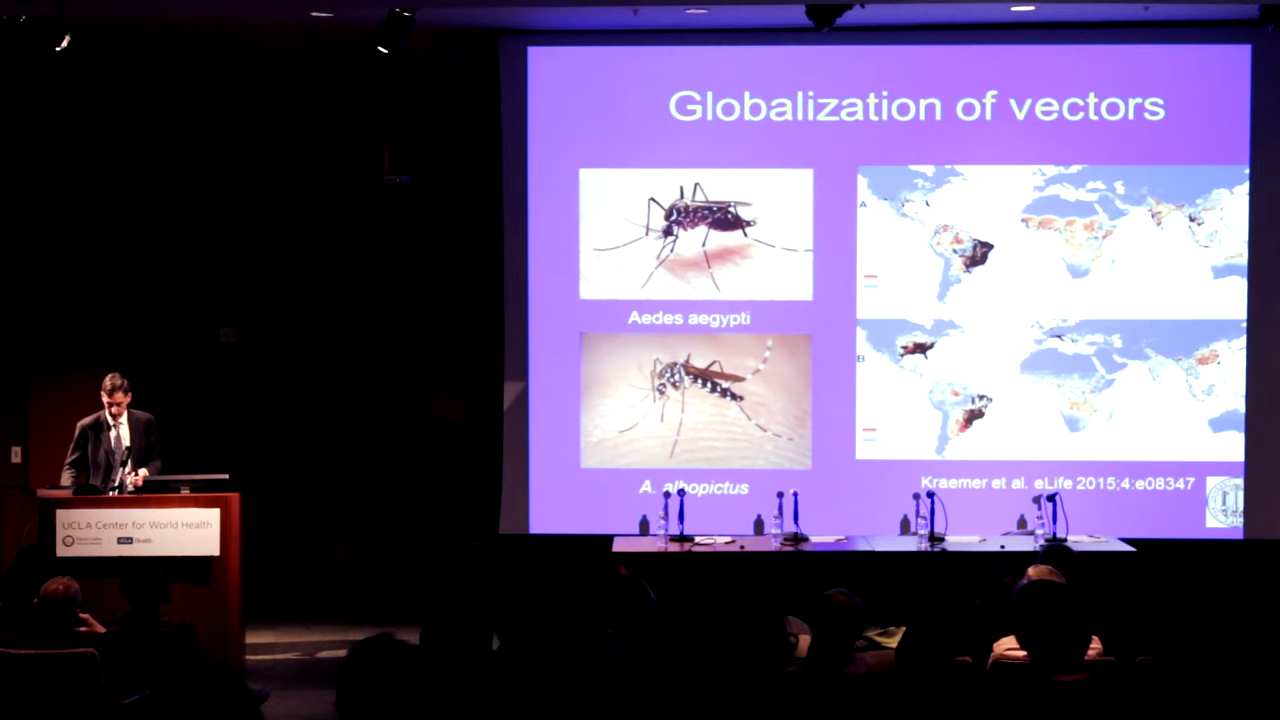 Globalization of vectors
A
Aedes aegypti
B
A. albopictus
Kraemer et al. eLife 2015;4:e08347
UCLA Center for World Health
UCLA Health